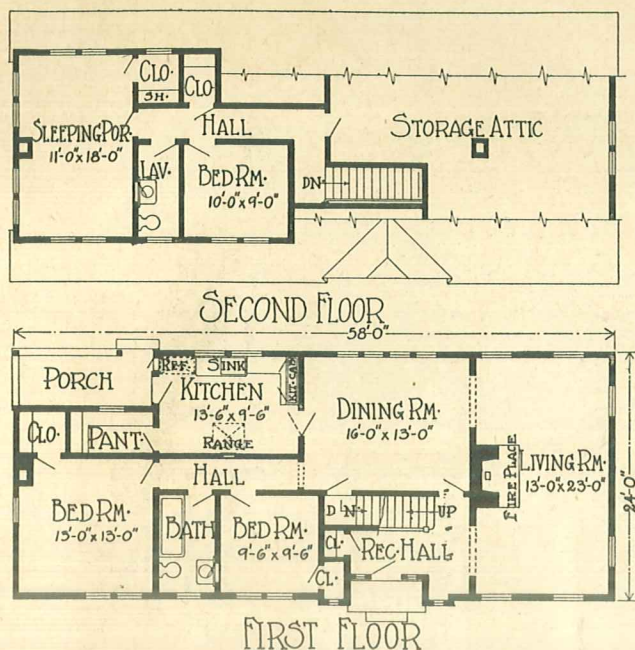 CLO.
CLO.
SH.
SLEEPING POR.
11'-0" x 18'-0"
HALL
STORAGE ATTIC
LAV.
BED RM.
10'-0" x 9'-0"
DN.
SECOND FLOOR
58'-0"
PORCH
REF.
SINK
KIT. CAB.
KITCHEN
13'-6" x 9'-6"
RANGE
DINING RM.
16'-0" x 13'-0"
CLO.
PANT.
FIRE PLACE
LIVING RM.
13'-0" x 23'-0"
24'-0"
HALL
BED RM.
13'-0" x 13'-0"
BATH
BED RM.
9'-6" x 9'-6"
DN.
UP
CL.
REC. HALL
CL.
FIRST FLOOR